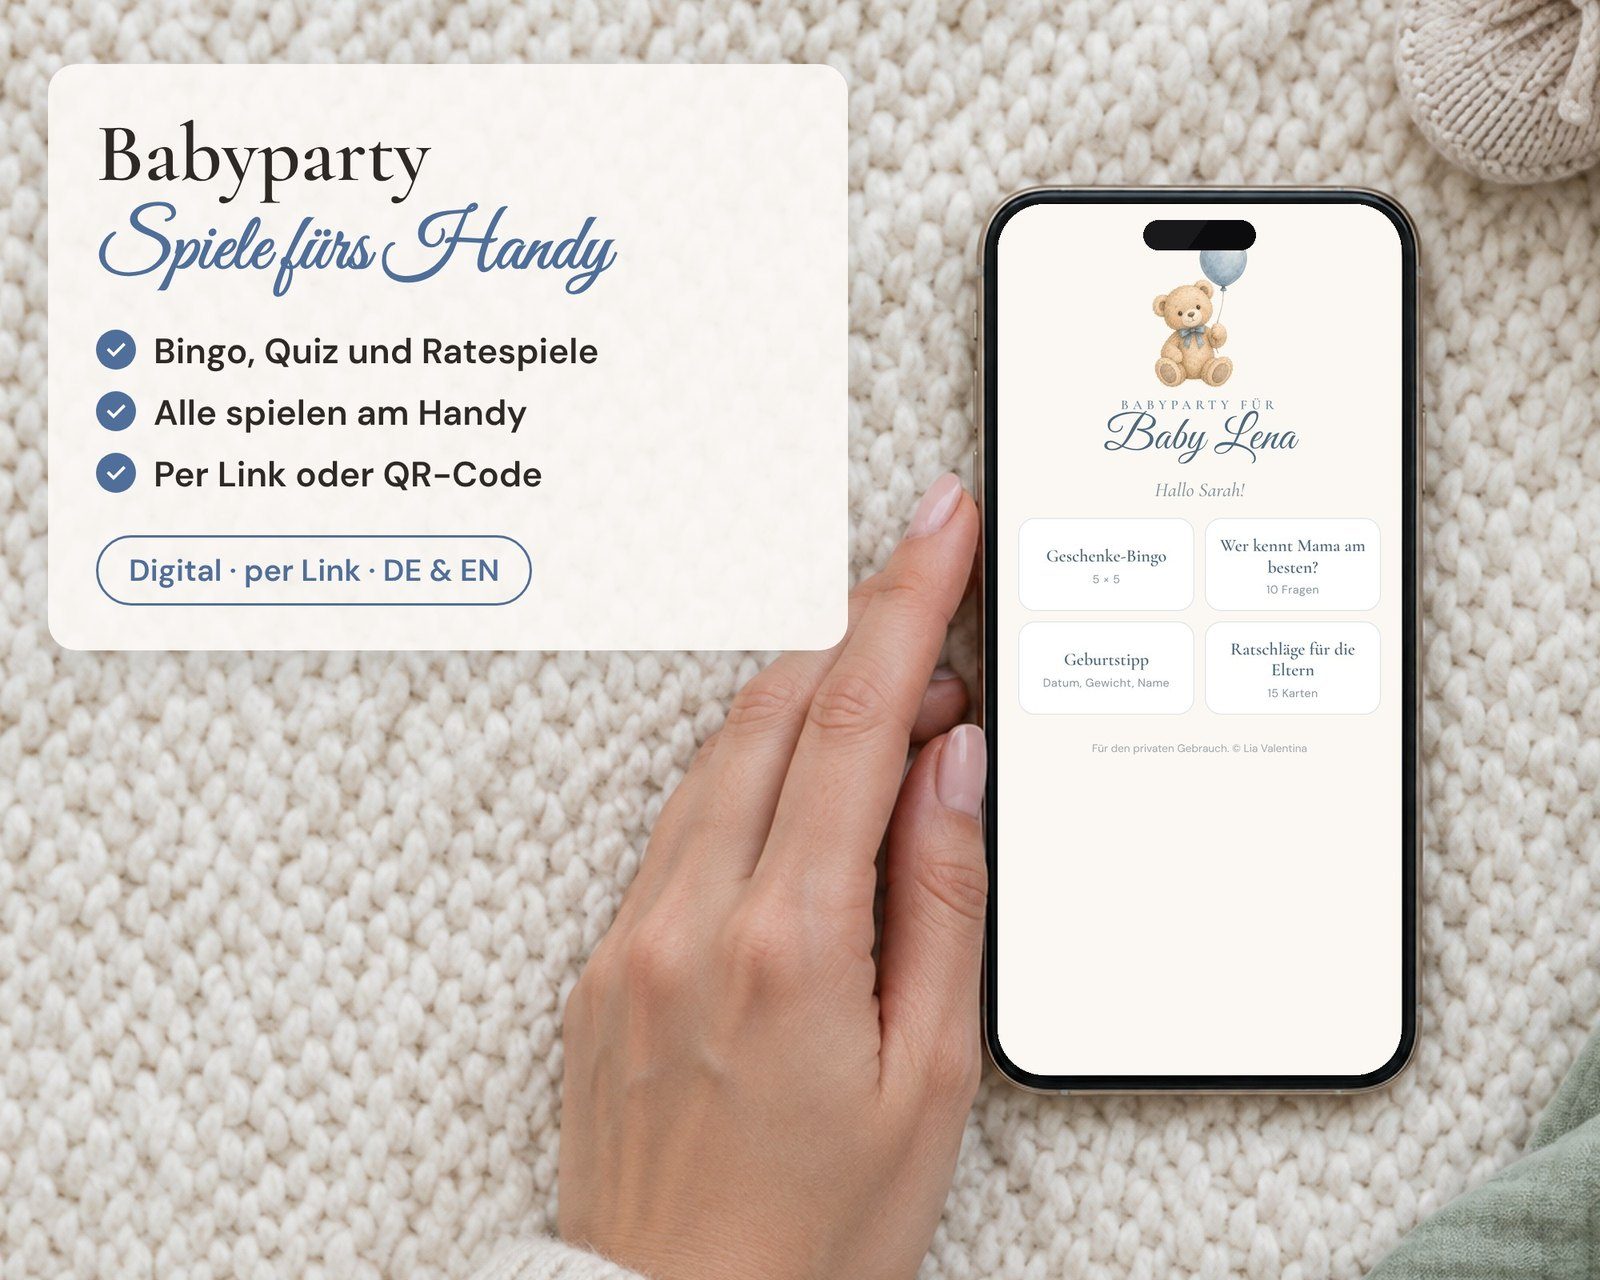 Babyparty
Spiele fürs Handy
Bingo, Quiz und Ratespiele
Alle spielen am Handy
Per Link oder QR-Code
Digital · per Link · DE & EN
BABYPARTY FÜR
Baby Lena
Hallo Sarah!
Geschenke-Bingo
5 × 5
Wer kennt Mama am
besten?
10 Fragen
Geburtstipp
Datum, Gewicht, Name
Ratschläge für die
Eltern
15 Karten
Für den privaten Gebrauch. © Lia Valentina